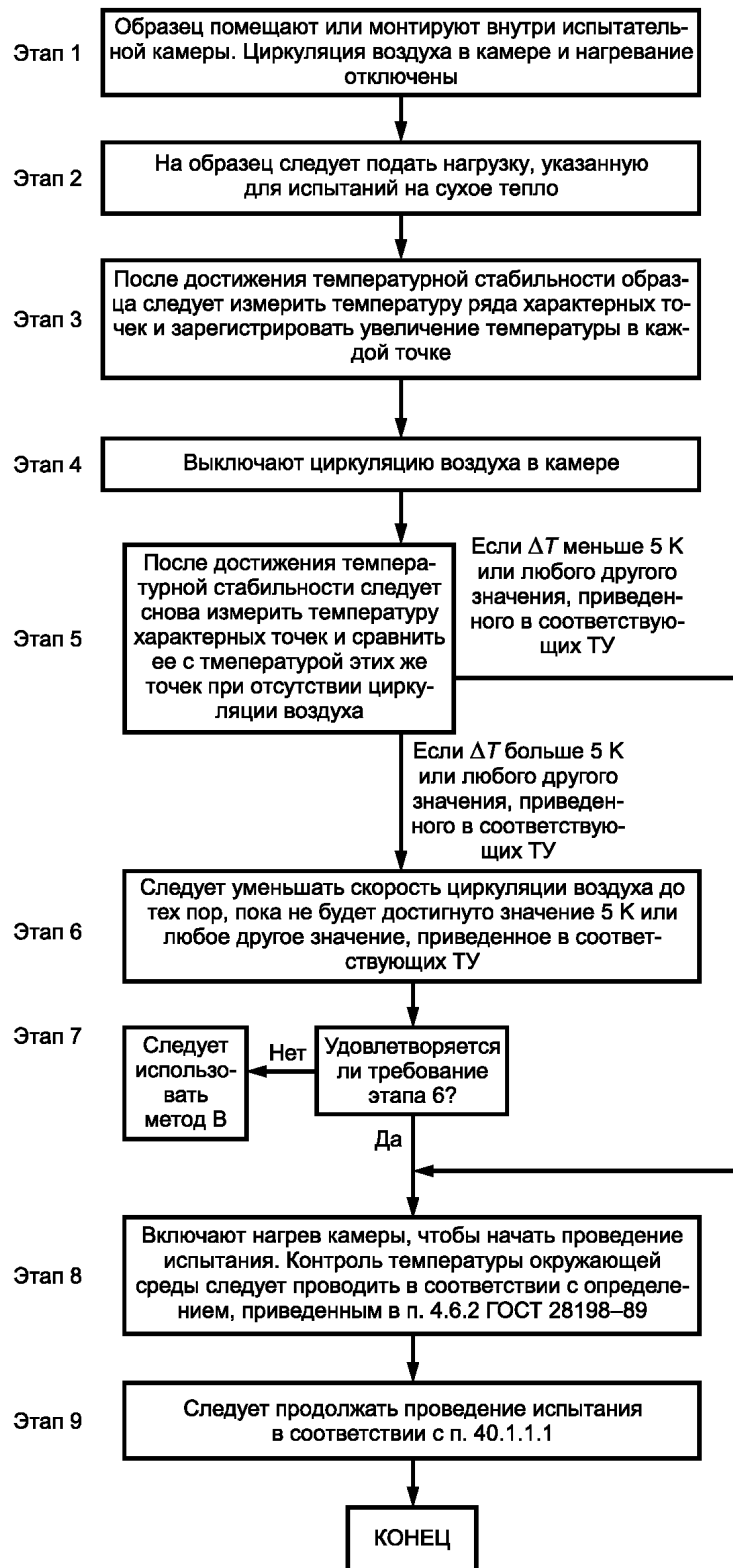 Этап 1
Образец помещают или монтируют внутри испытатель-
ной камеры. Циркуляция воздуха в камере и нагревание
отключены
Этап 2
На образец следует подать нагрузку, указанную
для испытаний на сухое тепло
Этап 3
После достижения температурной стабильности образ-
ца следует измерить температуру ряда характерных то-
чек и зарегистрировать увеличение температуры в каж-
дой точке
Этап 4
Выключают циркуляцию воздуха в камере
Этап 5
После достижения темпера-
турной стабильности следует
снова измерить температуру
характерных точек и сравнить
ее с тмепературой этих же
точек при отсутствии цирку-
ляции воздуха
Если ΔT меньше 5 K
или любого другого
значения, приведен-
ного в соответствую-
щих ТУ
Если ΔT больше 5 K
или любого другого
значения, приведен-
ного в соответствую-
щих ТУ
Этап 6
Следует уменьшать скорость циркуляции воздуха до
тех пор, пока не будет достигнуто значение 5 K или
любое другое значение, приведенное в соответ-
ствующих ТУ
Этап 7
Следует
использо-
вать
метод В
Нет
Удовлетворяется
ли требование
этапа 6?
Да
Этап 8
Включают нагрев камеры, чтобы начать проведение
испытания. Контроль температуры окружающей
среды следует проводить в соответствии с определе-
нием, приведенным в п. 4.6.2 ГОСТ 28198–89
Этап 9
Следует продолжать проведение испытания
в соответствии с п. 40.1.1.1
КОНЕЦ